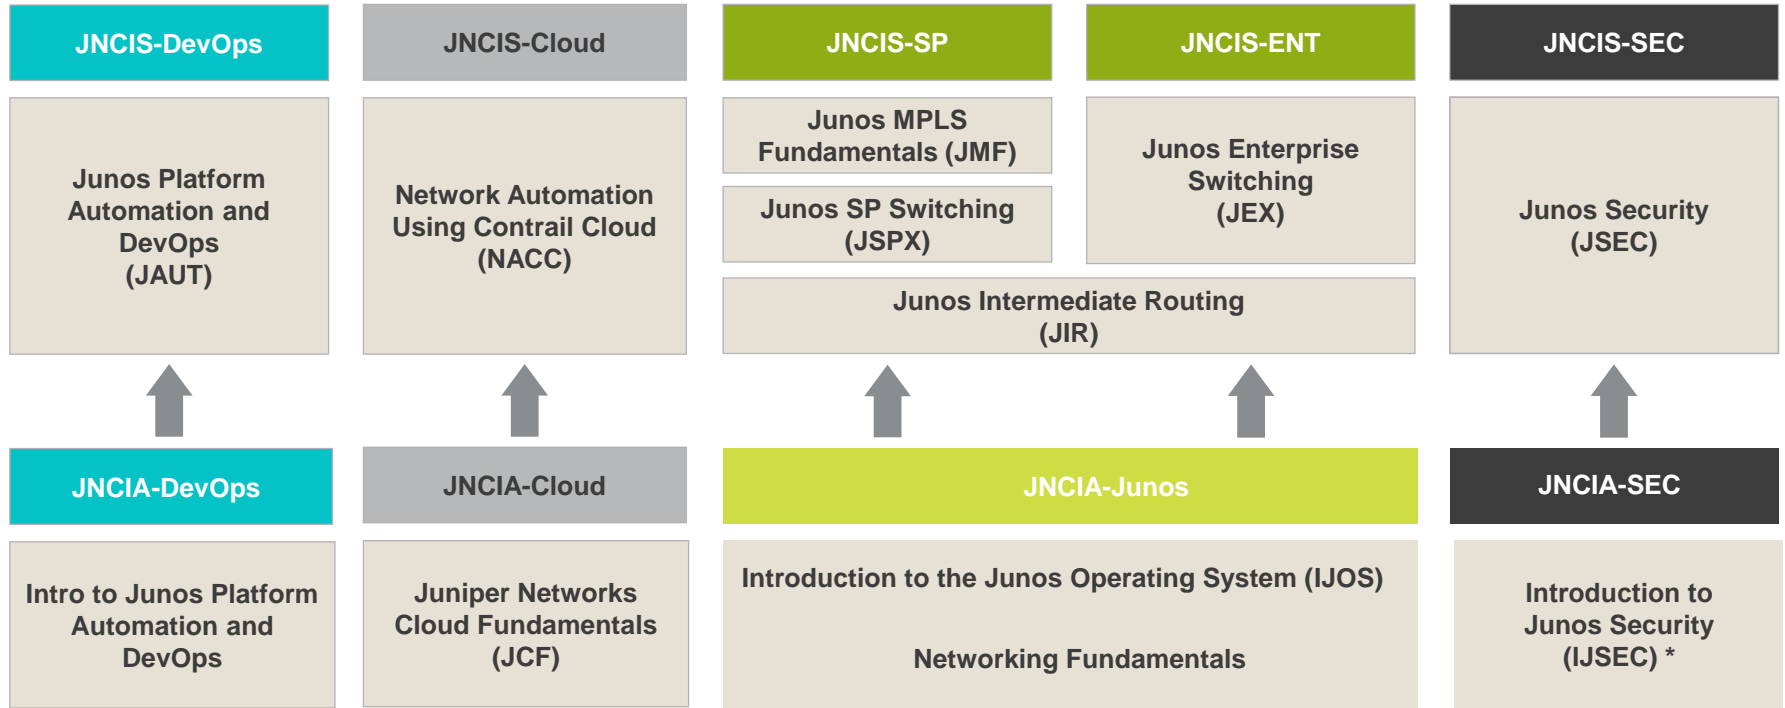 JNCIS-DevOps
JNCIS-Cloud
JNCIS-SP
JNCIS-ENT
JNCIS-SEC
Junos Platform
Automation and
DevOps
(JAUT)
Network Automation
Using Contrail Cloud
(NACC)
Junos MPLS
Fundamentals (JMF)
Junos SP Switching
(JSPX)
Junos Enterprise
Switching
(JEX)
Junos Intermediate Routing
(JIR)
Junos Security
(JSEC)
JNCIA-DevOps
JNCIA-Cloud
JNCIA-Junos
JNCIA-SEC
Intro to Junos Platform
Automation and
DevOps
Juniper Networks
Cloud Fundamentals
(JCF)
Introduction to the Junos Operating System (IJOS)
Networking Fundamentals
Introduction to
Junos Security
(IJSEC) *